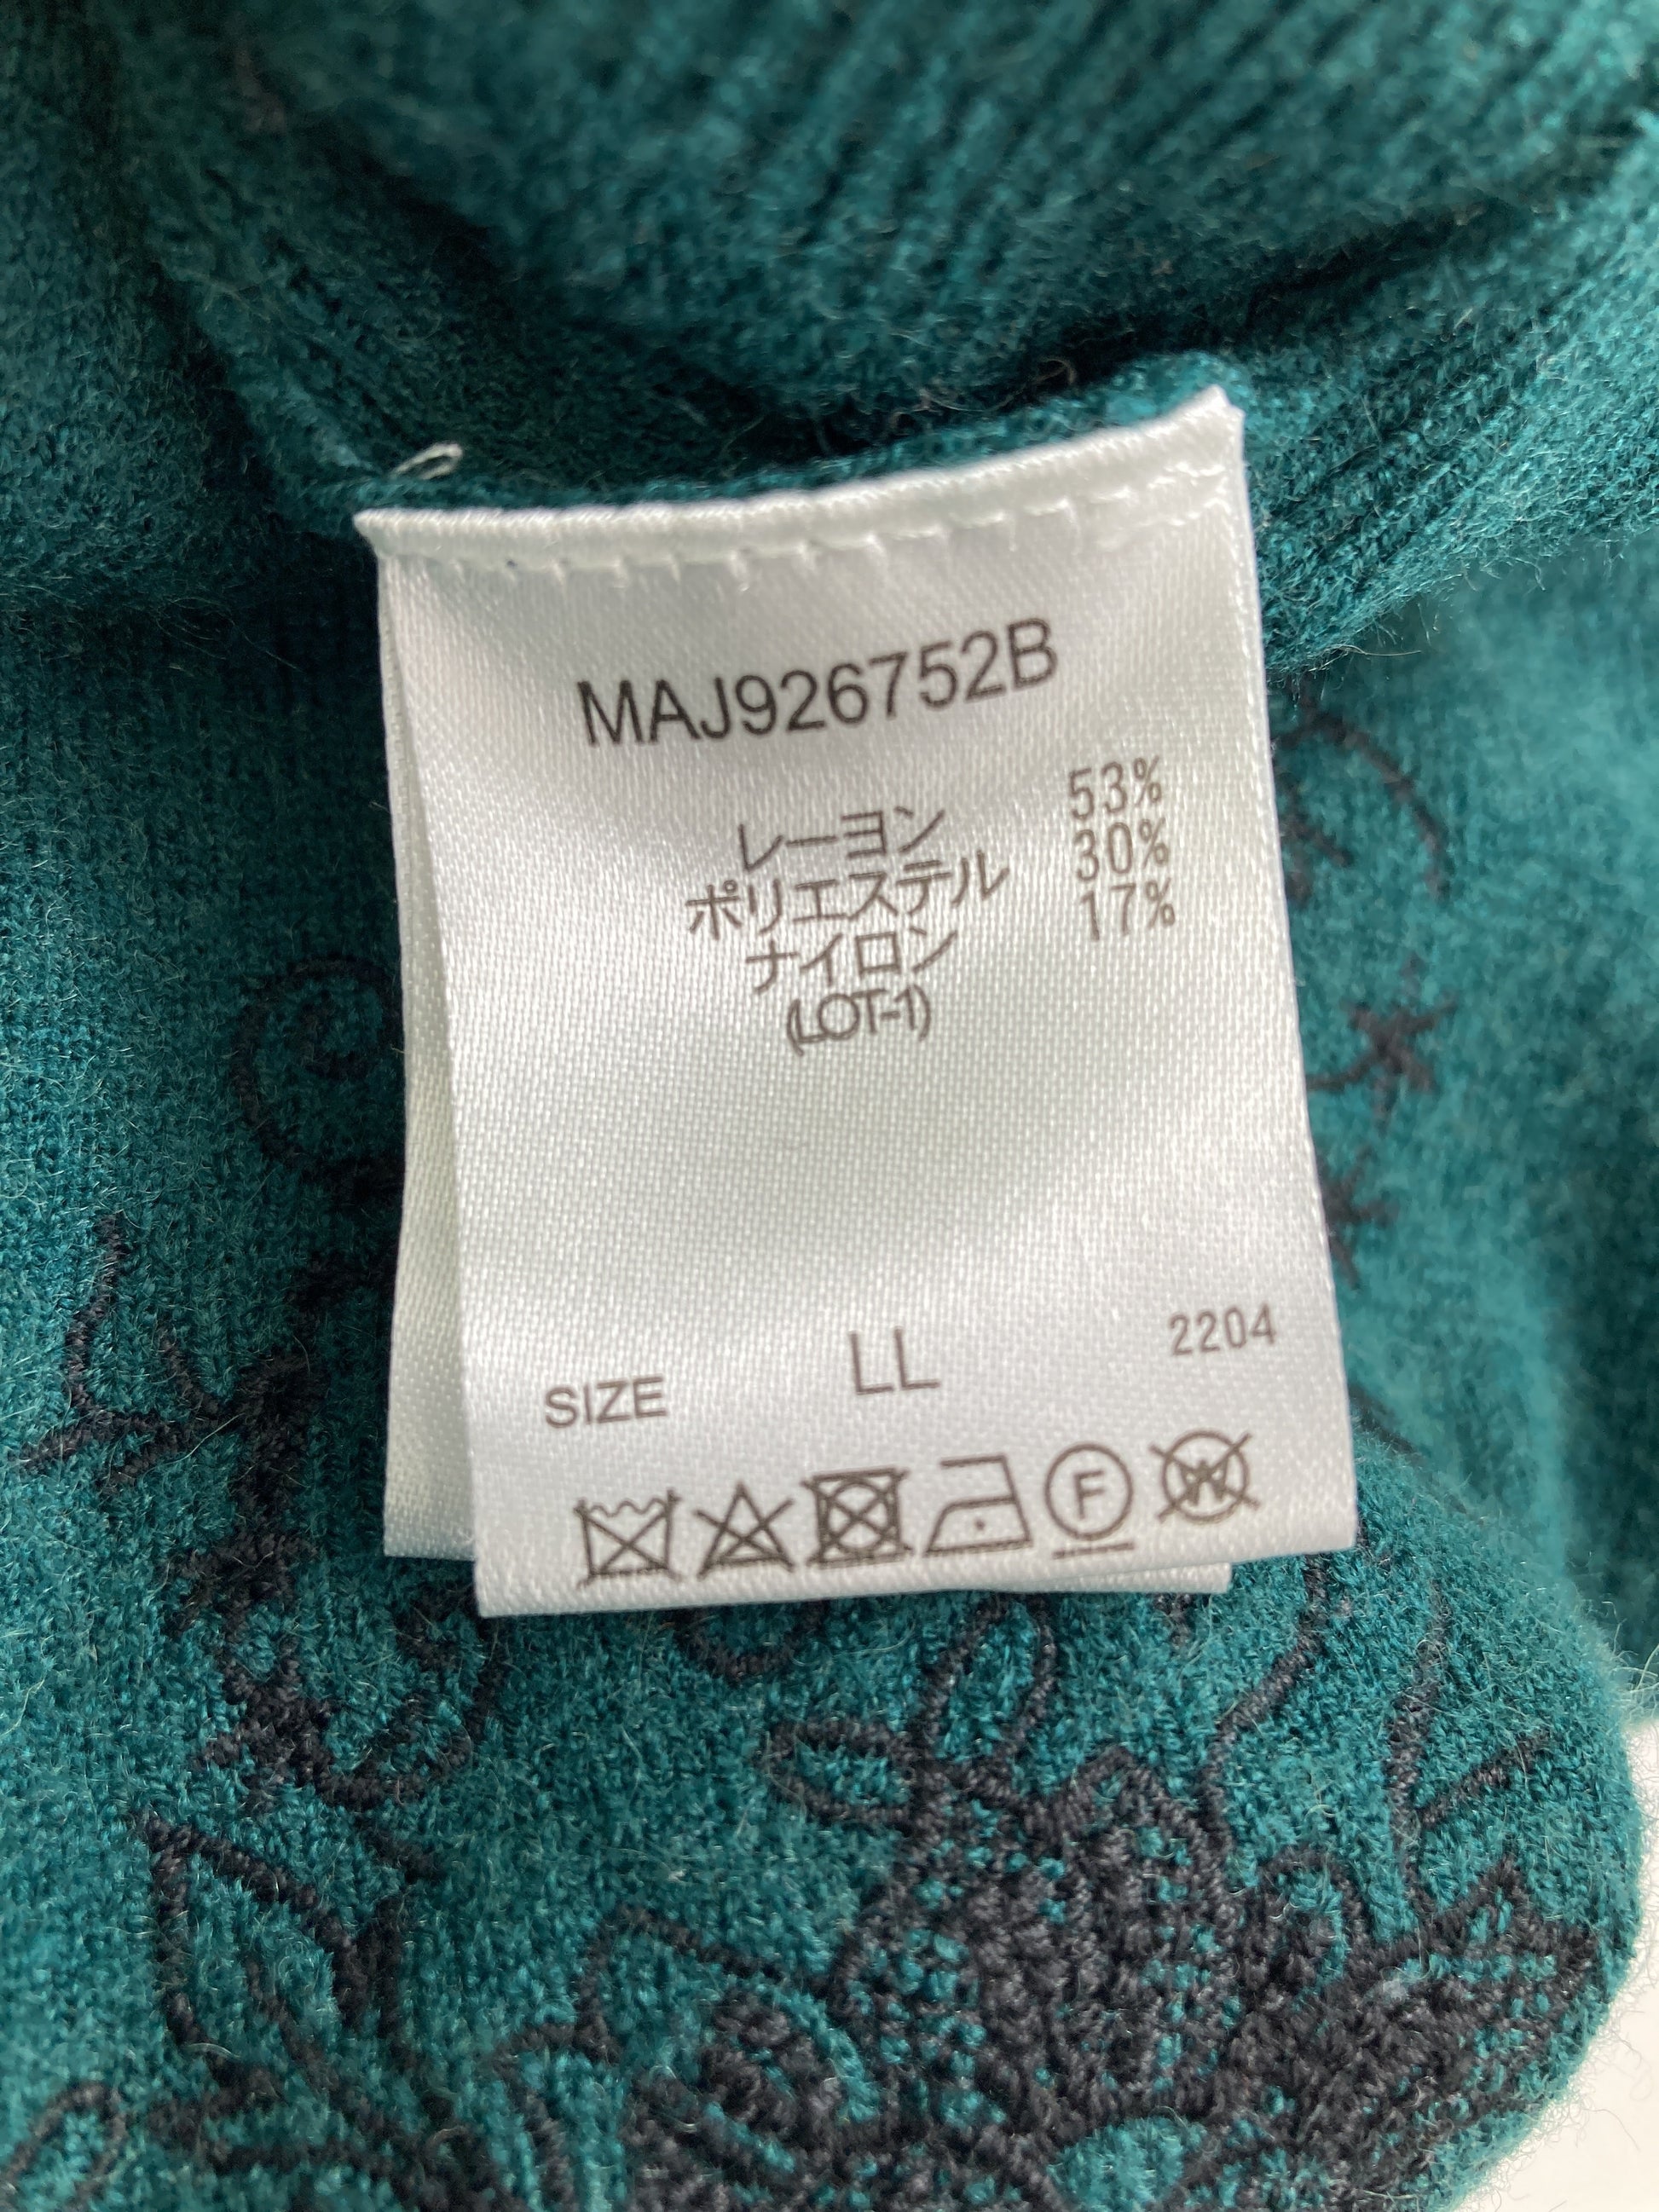 MAJ926752B
レーヨン 53%
ポリエステル 30%
ナイロン 17%
(LOT-1)
2204
SIZE LL
F W